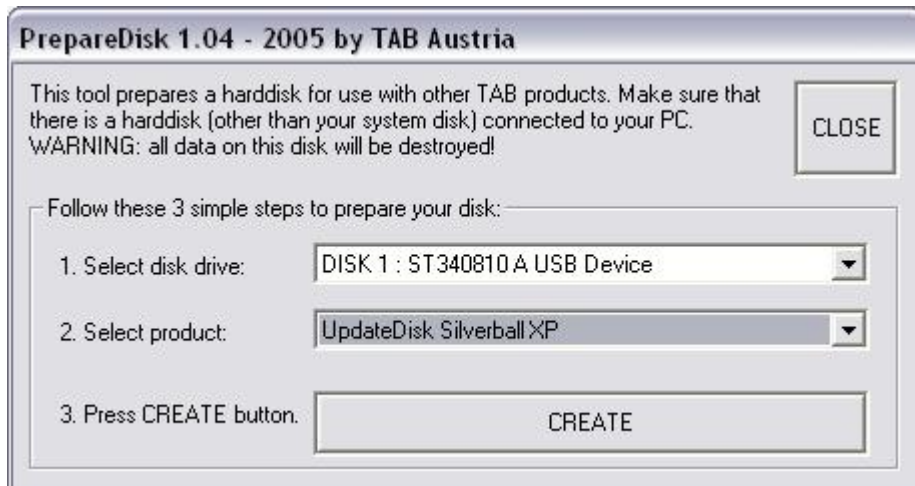 PrepareDisk 1.04 - 2005 by TAB Austria
This tool prepares a harddisk for use with other TAB products. Make sure that
there is a harddisk (other than your system disk) connected to your PC.
WARNING: all data on this disk will be destroyed!
CLOSE
Follow these 3 simple steps to prepare your disk:
1. Select disk drive:
DISK 1 : ST340810 A USB Device
2. Select product:
UpdateDisk Silverball XP
3. Press CREATE button.
CREATE